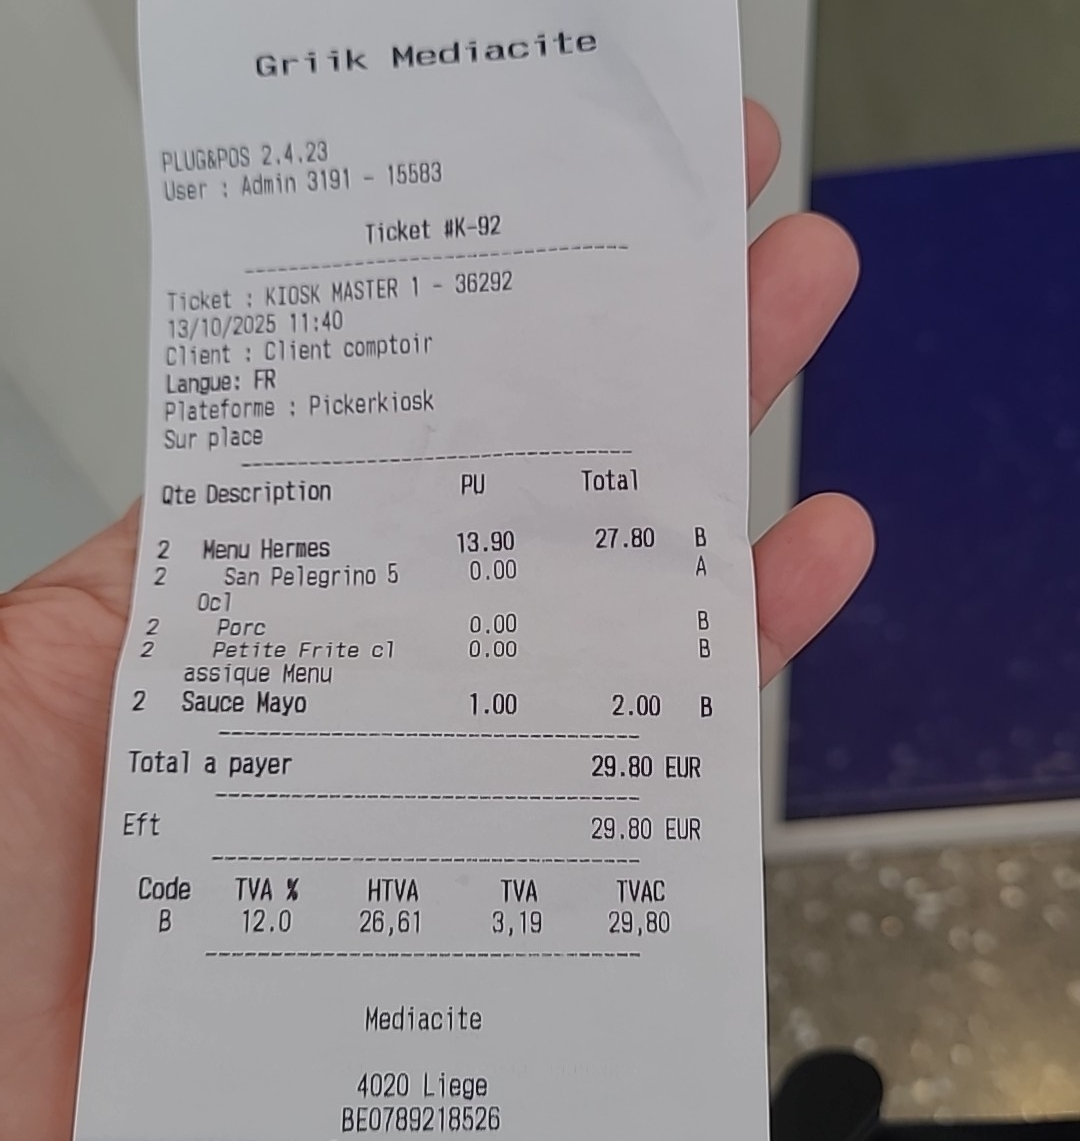 Griik Mediacite
PLUG&POS 2.4.23
User : Admin 3191 - 15583
Ticket #K-92
Ticket : KIOSK MASTER 1 - 36292
13/10/2025 11:40
Client : Client comptoir
Langue: FR
Plateforme : Pickerkiosk
Sur place
Qte Description PU Total
2 Menu Hermes 13.90 27.80 B
2 San Pelegrino 5 0.00 A
0cl
2 Porc 0.00 B
2 Petite Frite cl 0.00 B
assique Menu
2 Sauce Mayo 1.00 2.00 B
Total a payer 29.80 EUR
Eft 29.80 EUR
Code TVA % HTVA TVA TVAC
B 12.0 26,61 3,19 29,80
Mediacite
4020 Liege
BE0789218526